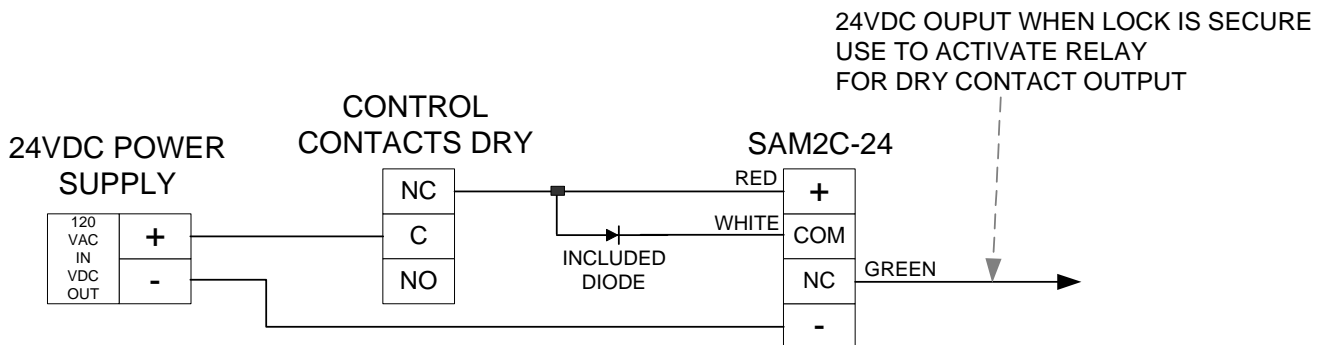 24VDC OUPUT WHEN LOCK IS SECURE
USE TO ACTIVATE RELAY
FOR DRY CONTACT OUTPUT
CONTROL
CONTACTS DRY
24VDC POWER
SUPPLY
SAM2C-24
120
VAC
IN
VDC
OUT
+
-
NC
C
NO
RED
WHITE
INCLUDED
DIODE
+
COM
NC
-
GREEN